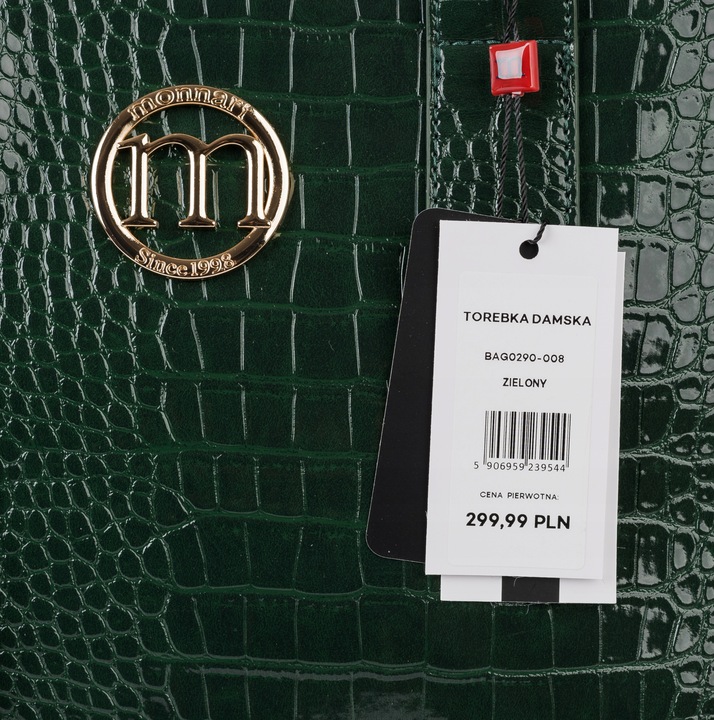 monnari
m
Since 1998
TOREBKA DAMSKA
BAG0290-008
ZIELONY
5 906959 239544
CENA PIERWOTNA:
299,99 PLN